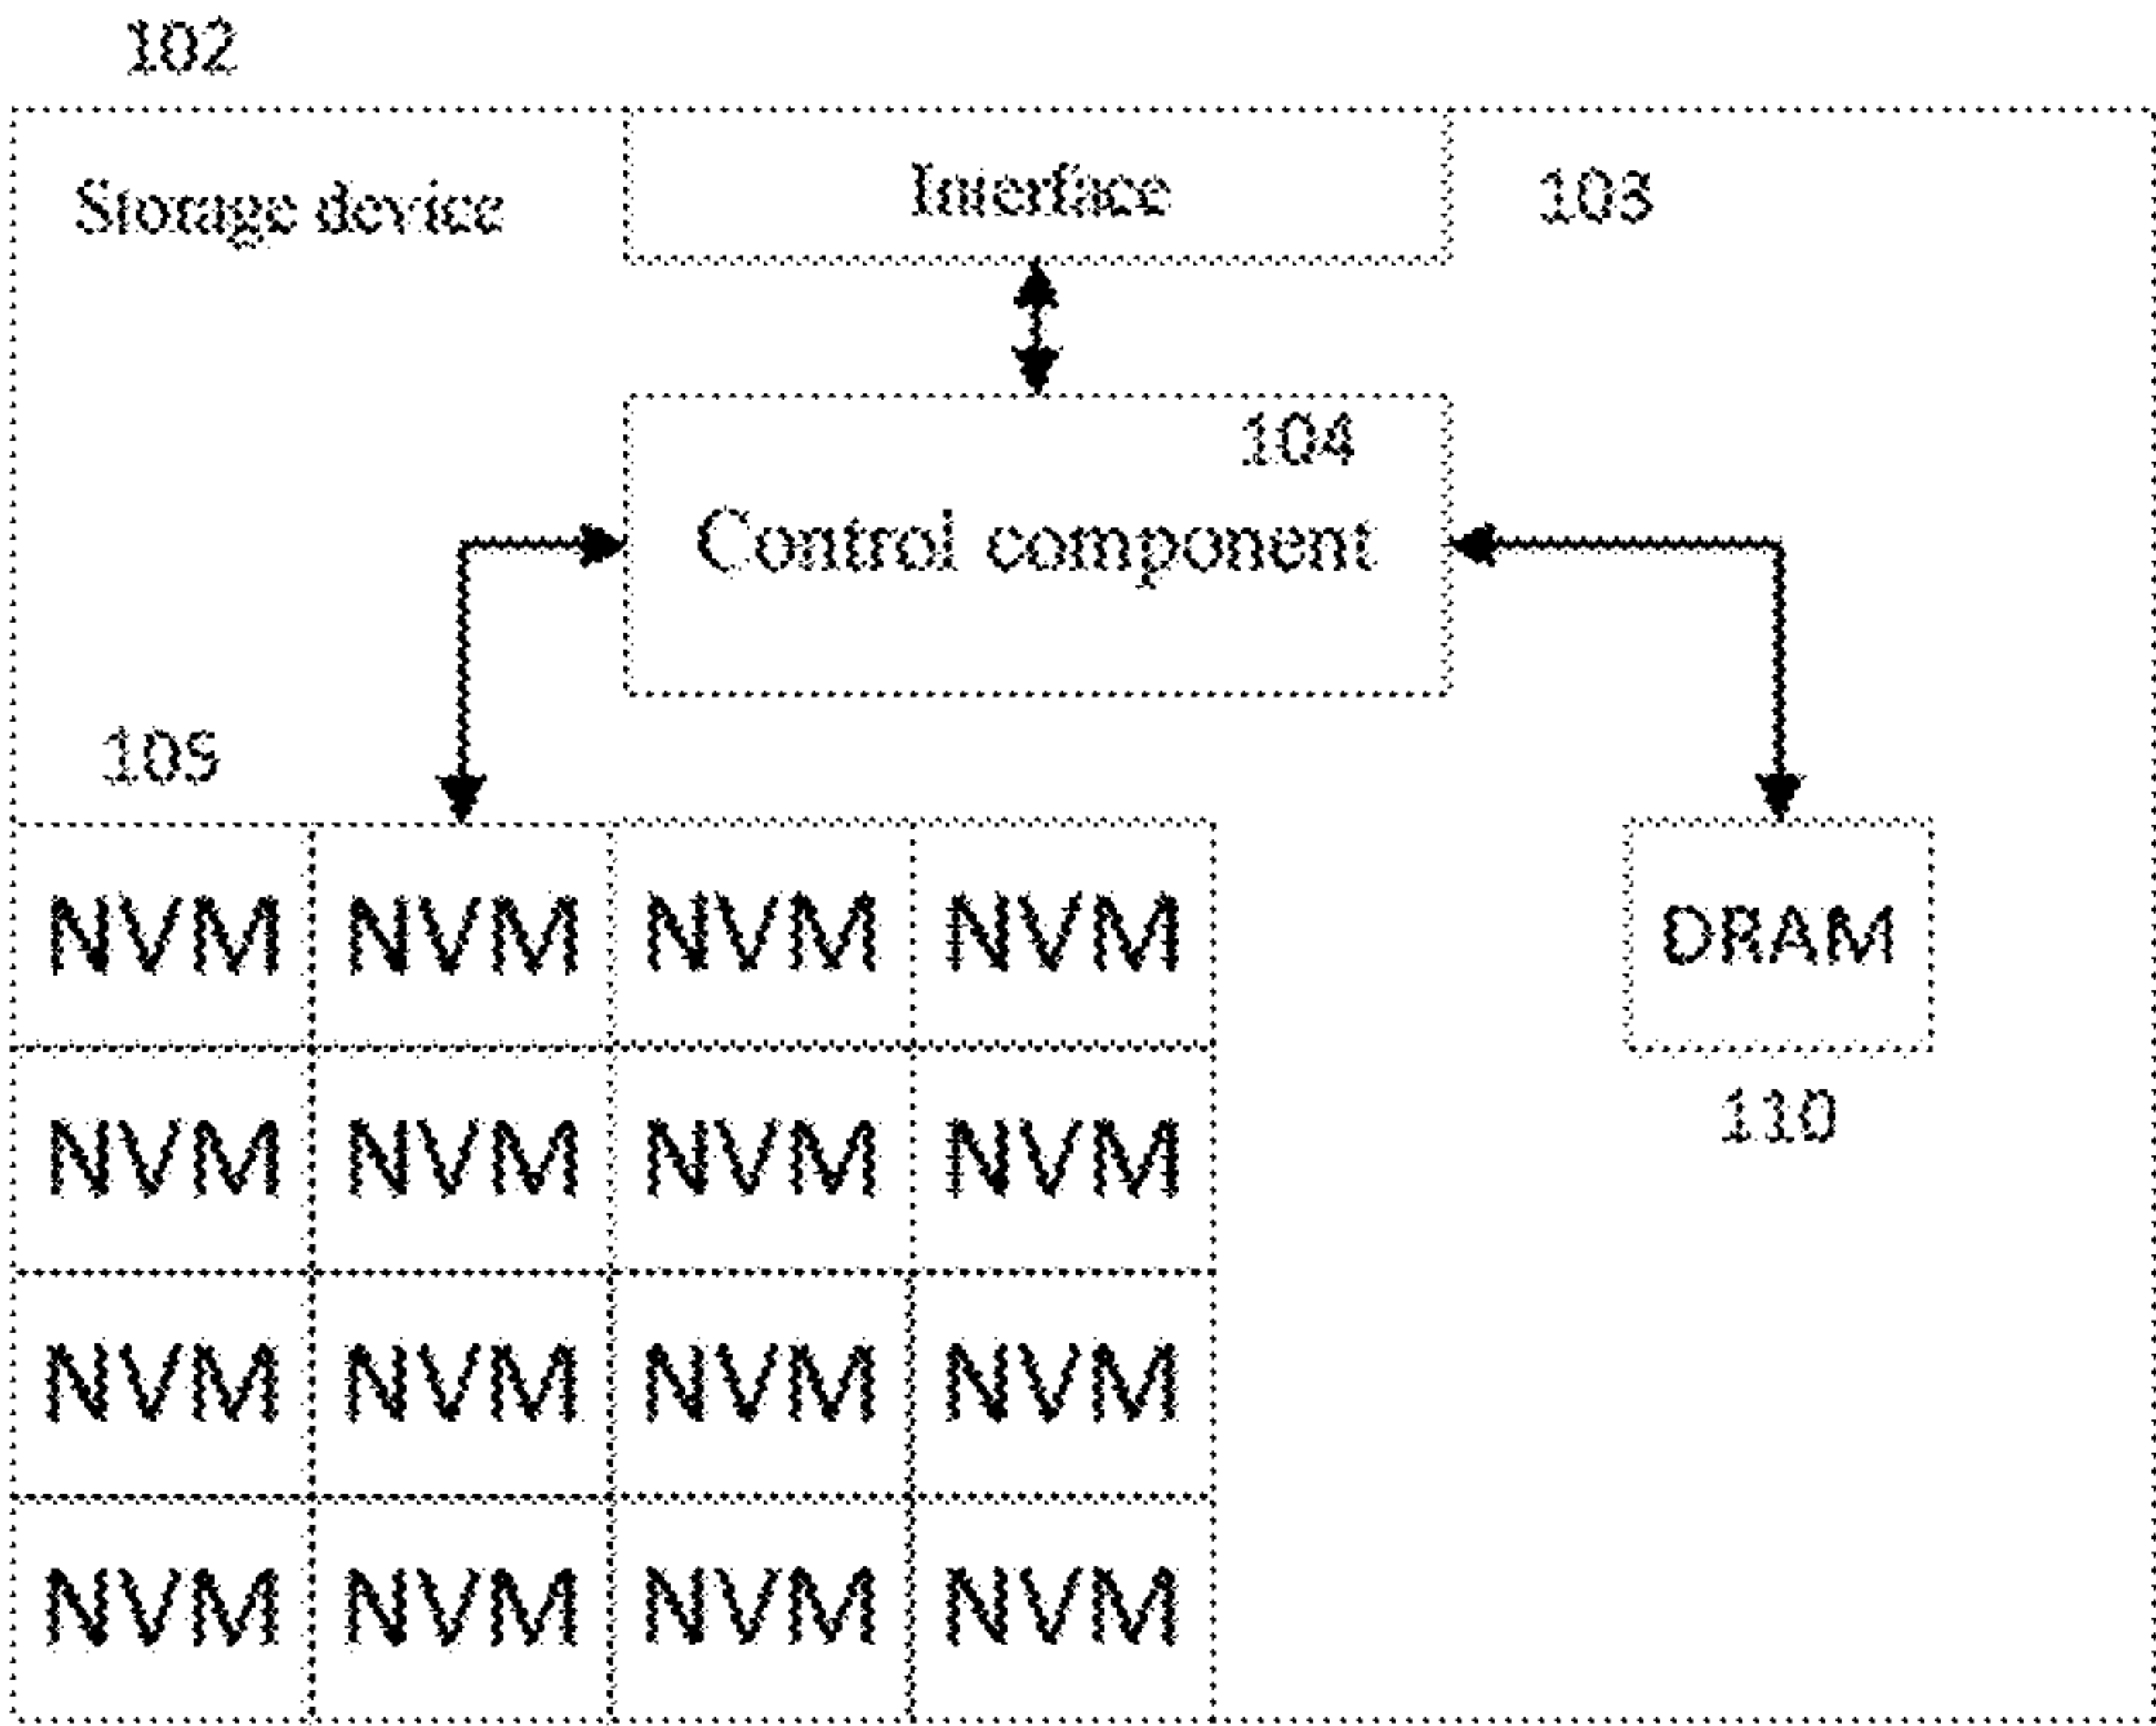 102
Storage device
Interface
103
104
Control component
105
NVM NVM NVM NVM
DRAM
110
NVM NVM NVM NVM
NVM NVM NVM NVM
NVM NVM NVM NVM